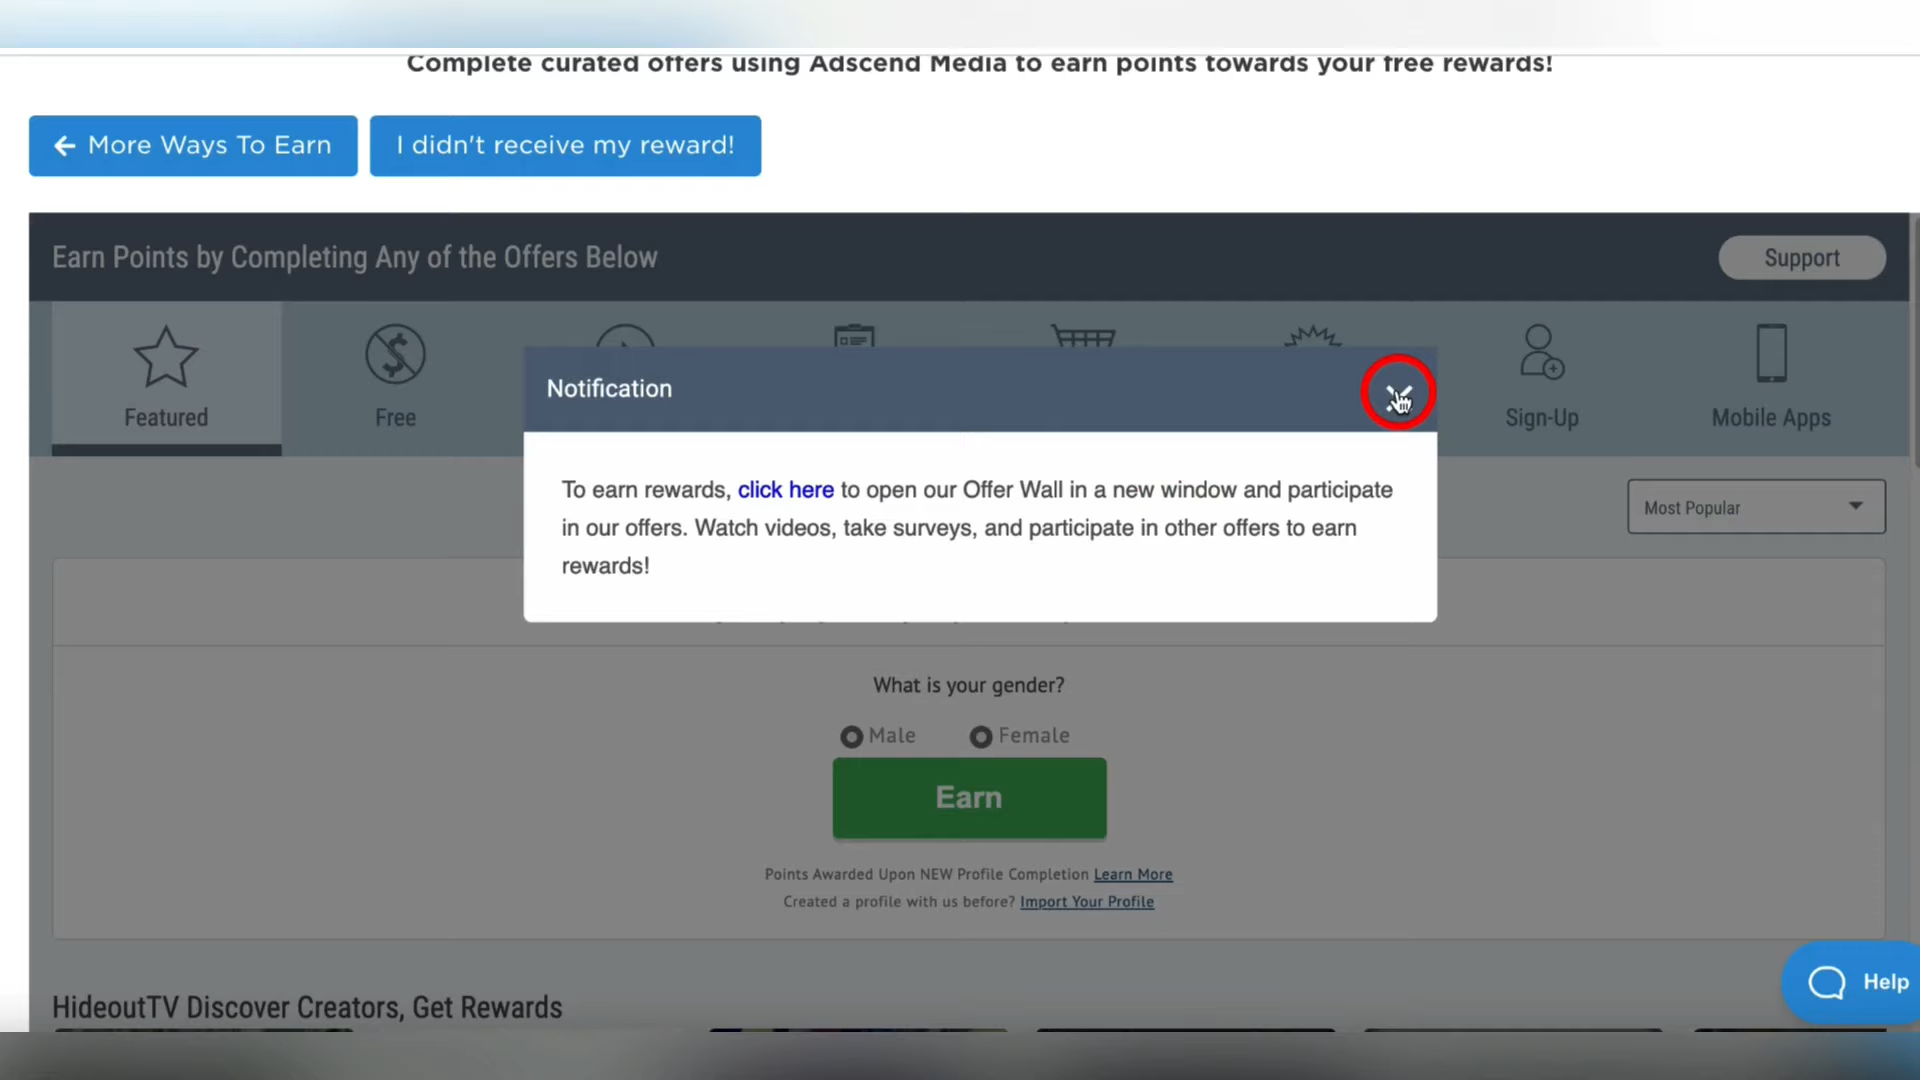 Complete curated offers using Adscend Media to earn points towards your free rewards!
More Ways To Earn
I didn't receive my reward!
Earn Points by Completing Any of the Offers Below
Support
Featured
Free
Sign-Up
Mobile Apps
Notification
To earn rewards, click here to open our Offer Wall in a new window and participate
in our offers. Watch videos, take surveys, and participate in other offers to earn
rewards!
Most Popular
What is your gender?
Male
Female
Earn
Points Awarded Upon NEW Profile Completion Learn More
Created a profile with us before? Import Your Profile
HideoutTV Discover Creators, Get Rewards
Help